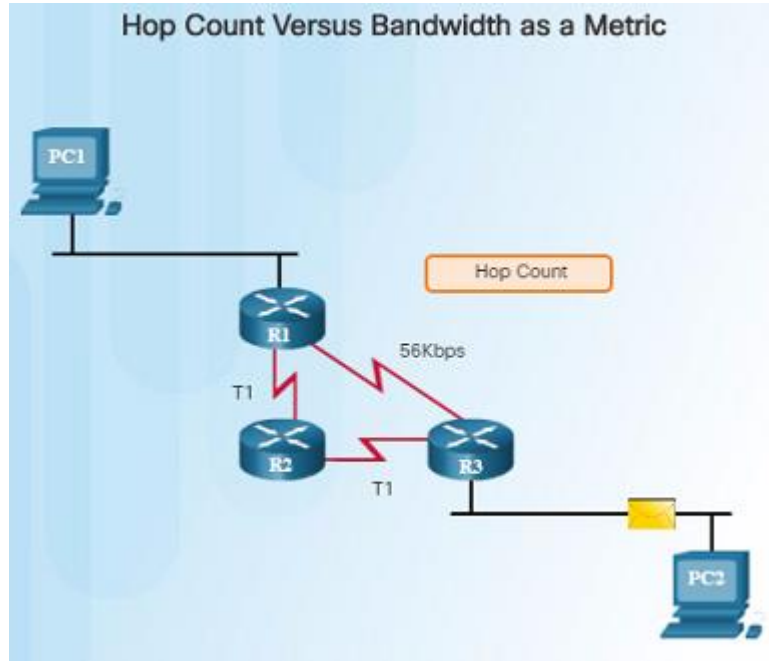 Hop Count Versus Bandwidth as a Metric
PC1
Hop Count
R1
56Kbps
T1
R2
R3
T1
PC2